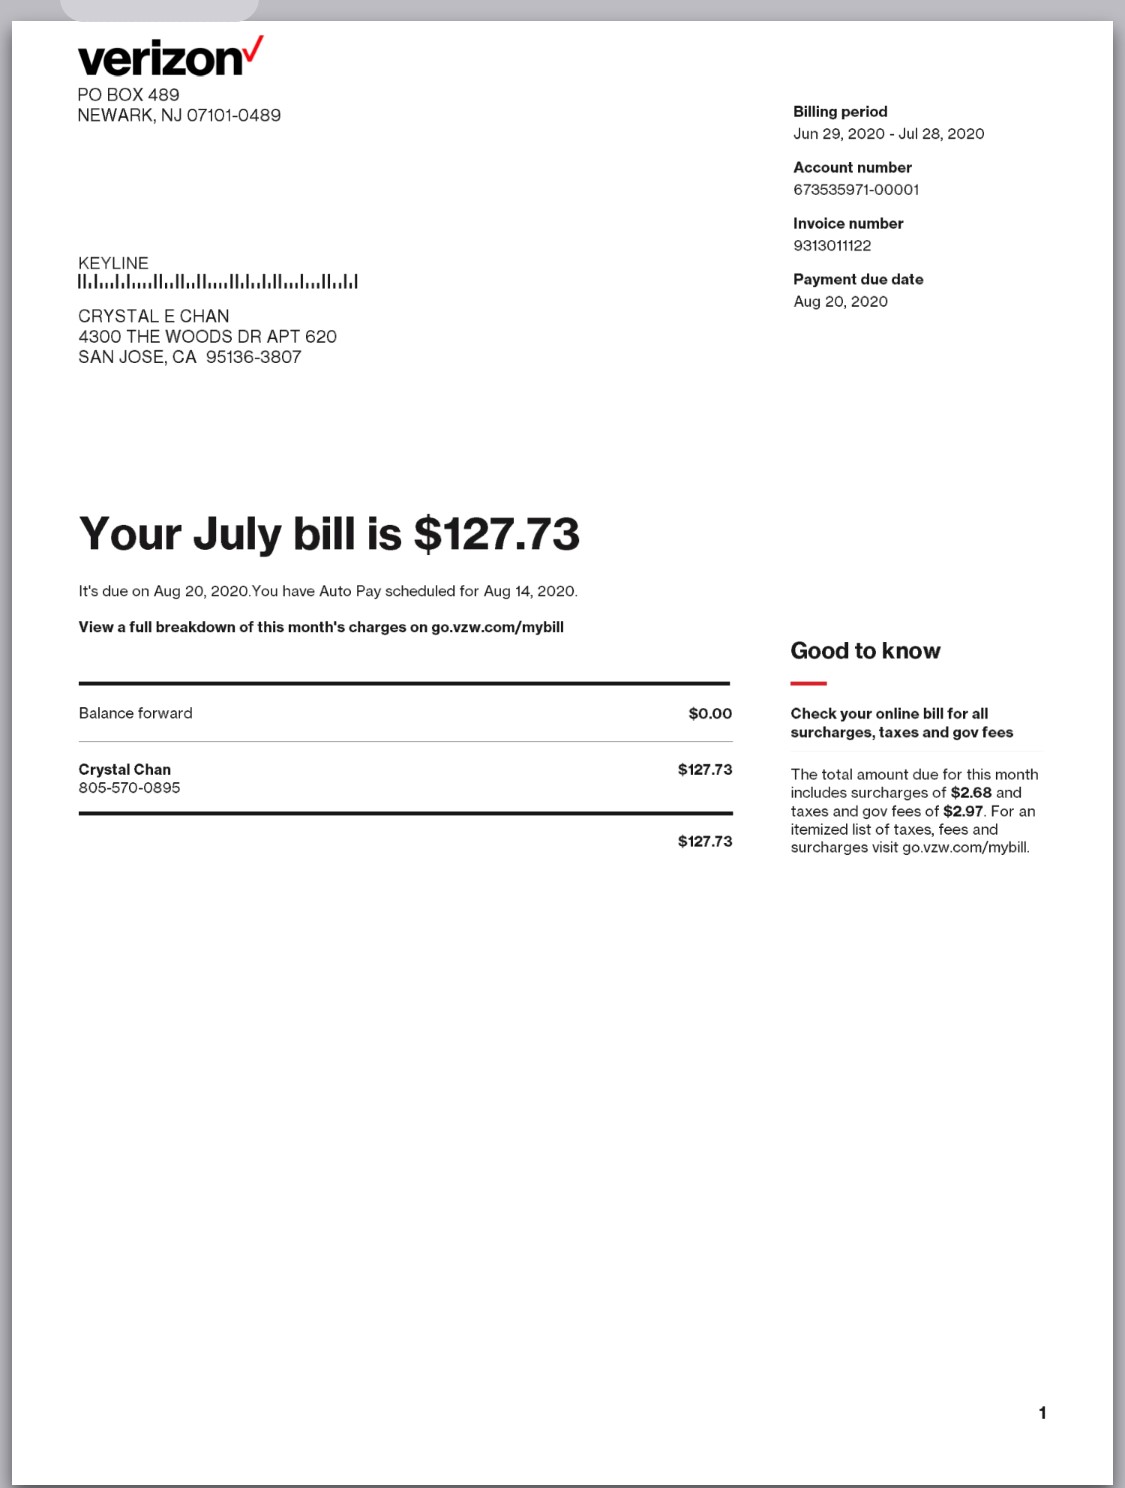 verizon
PO BOX 489
NEWARK, NJ 07101-0489
Billing period
Jun 29, 2020 - Jul 28, 2020
Account number
673535971-00001
Invoice number
9313011122
Payment due date
Aug 20, 2020
KEYLINE
CRYSTAL E CHAN
4300 THE WOODS DR APT 620
SAN JOSE, CA  95136-3807
Your July bill is $127.73
It's due on Aug 20, 2020.You have Auto Pay scheduled for Aug 14, 2020.
View a full breakdown of this month's charges on go.vzw.com/mybill
Balance forward $0.00
Crystal Chan $127.73
805-570-0895
$127.73
Good to know
Check your online bill for all
surcharges, taxes and gov fees
The total amount due for this month
includes surcharges of $2.68 and
taxes and gov fees of $2.97. For an
itemized list of taxes, fees and
surcharges visit go.vzw.com/mybill.
1